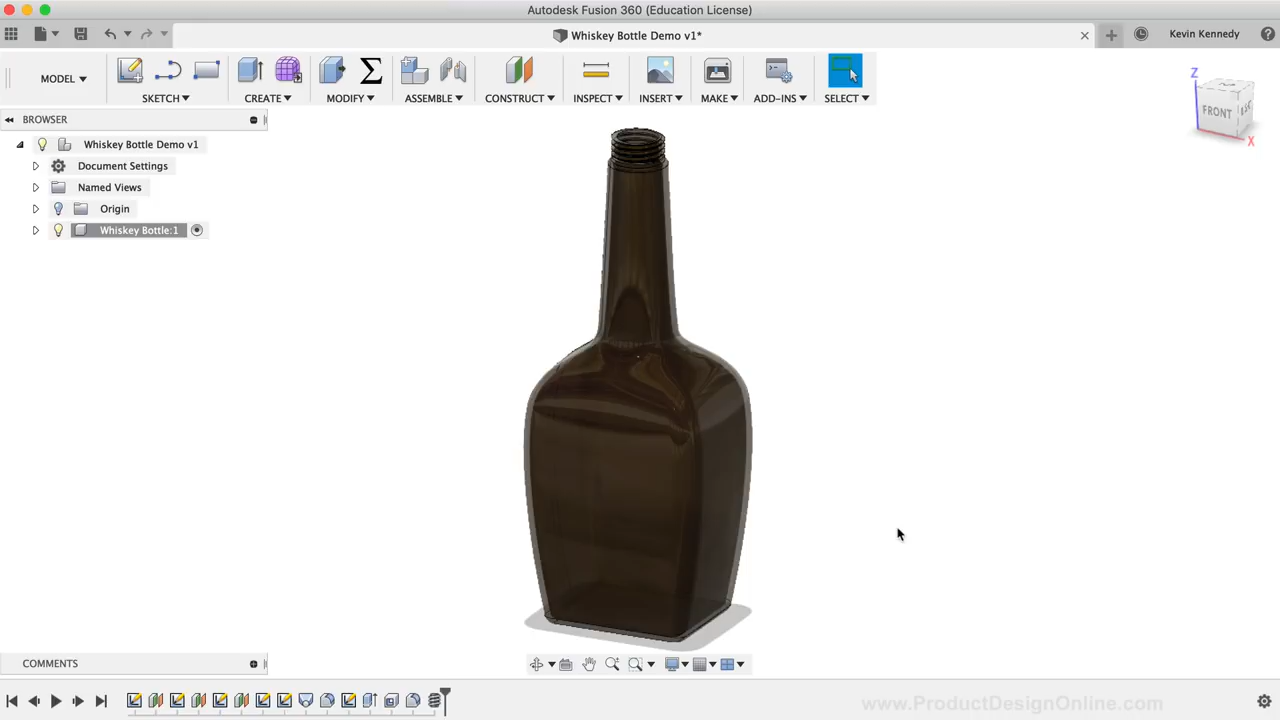 Autodesk Fusion 360 (Education License)
Whiskey Bottle Demo v1*
Kevin Kennedy
MODEL
SKETCH
CREATE
MODIFY
ASSEMBLE
CONSTRUCT
INSPECT
INSERT
MAKE
ADD-INS
SELECT
BROWSER
Whiskey Bottle Demo v1
Document Settings
Named Views
Origin
Whiskey Bottle:1
Z
FRONT
X
COMMENTS
www.ProductDesignOnline.com